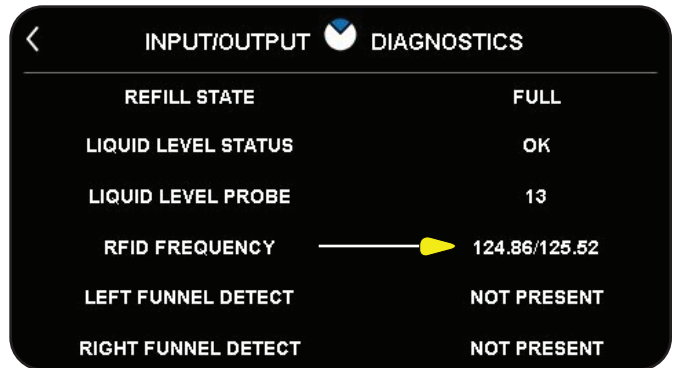 INPUT/OUTPUT DIAGNOSTICS
REFILL STATE FULL
LIQUID LEVEL STATUS OK
LIQUID LEVEL PROBE 13
RFID FREQUENCY 124.86/125.52
LEFT FUNNEL DETECT NOT PRESENT
RIGHT FUNNEL DETECT NOT PRESENT